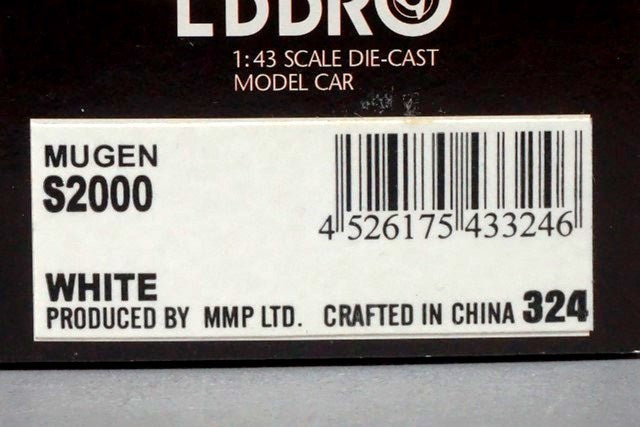 EBBRO
1:43 SCALE DIE-CAST
MODEL CAR
MUGEN
S2000
4 526175 433246
WHITE
PRODUCED BY MMP LTD. CRAFTED IN CHINA 324